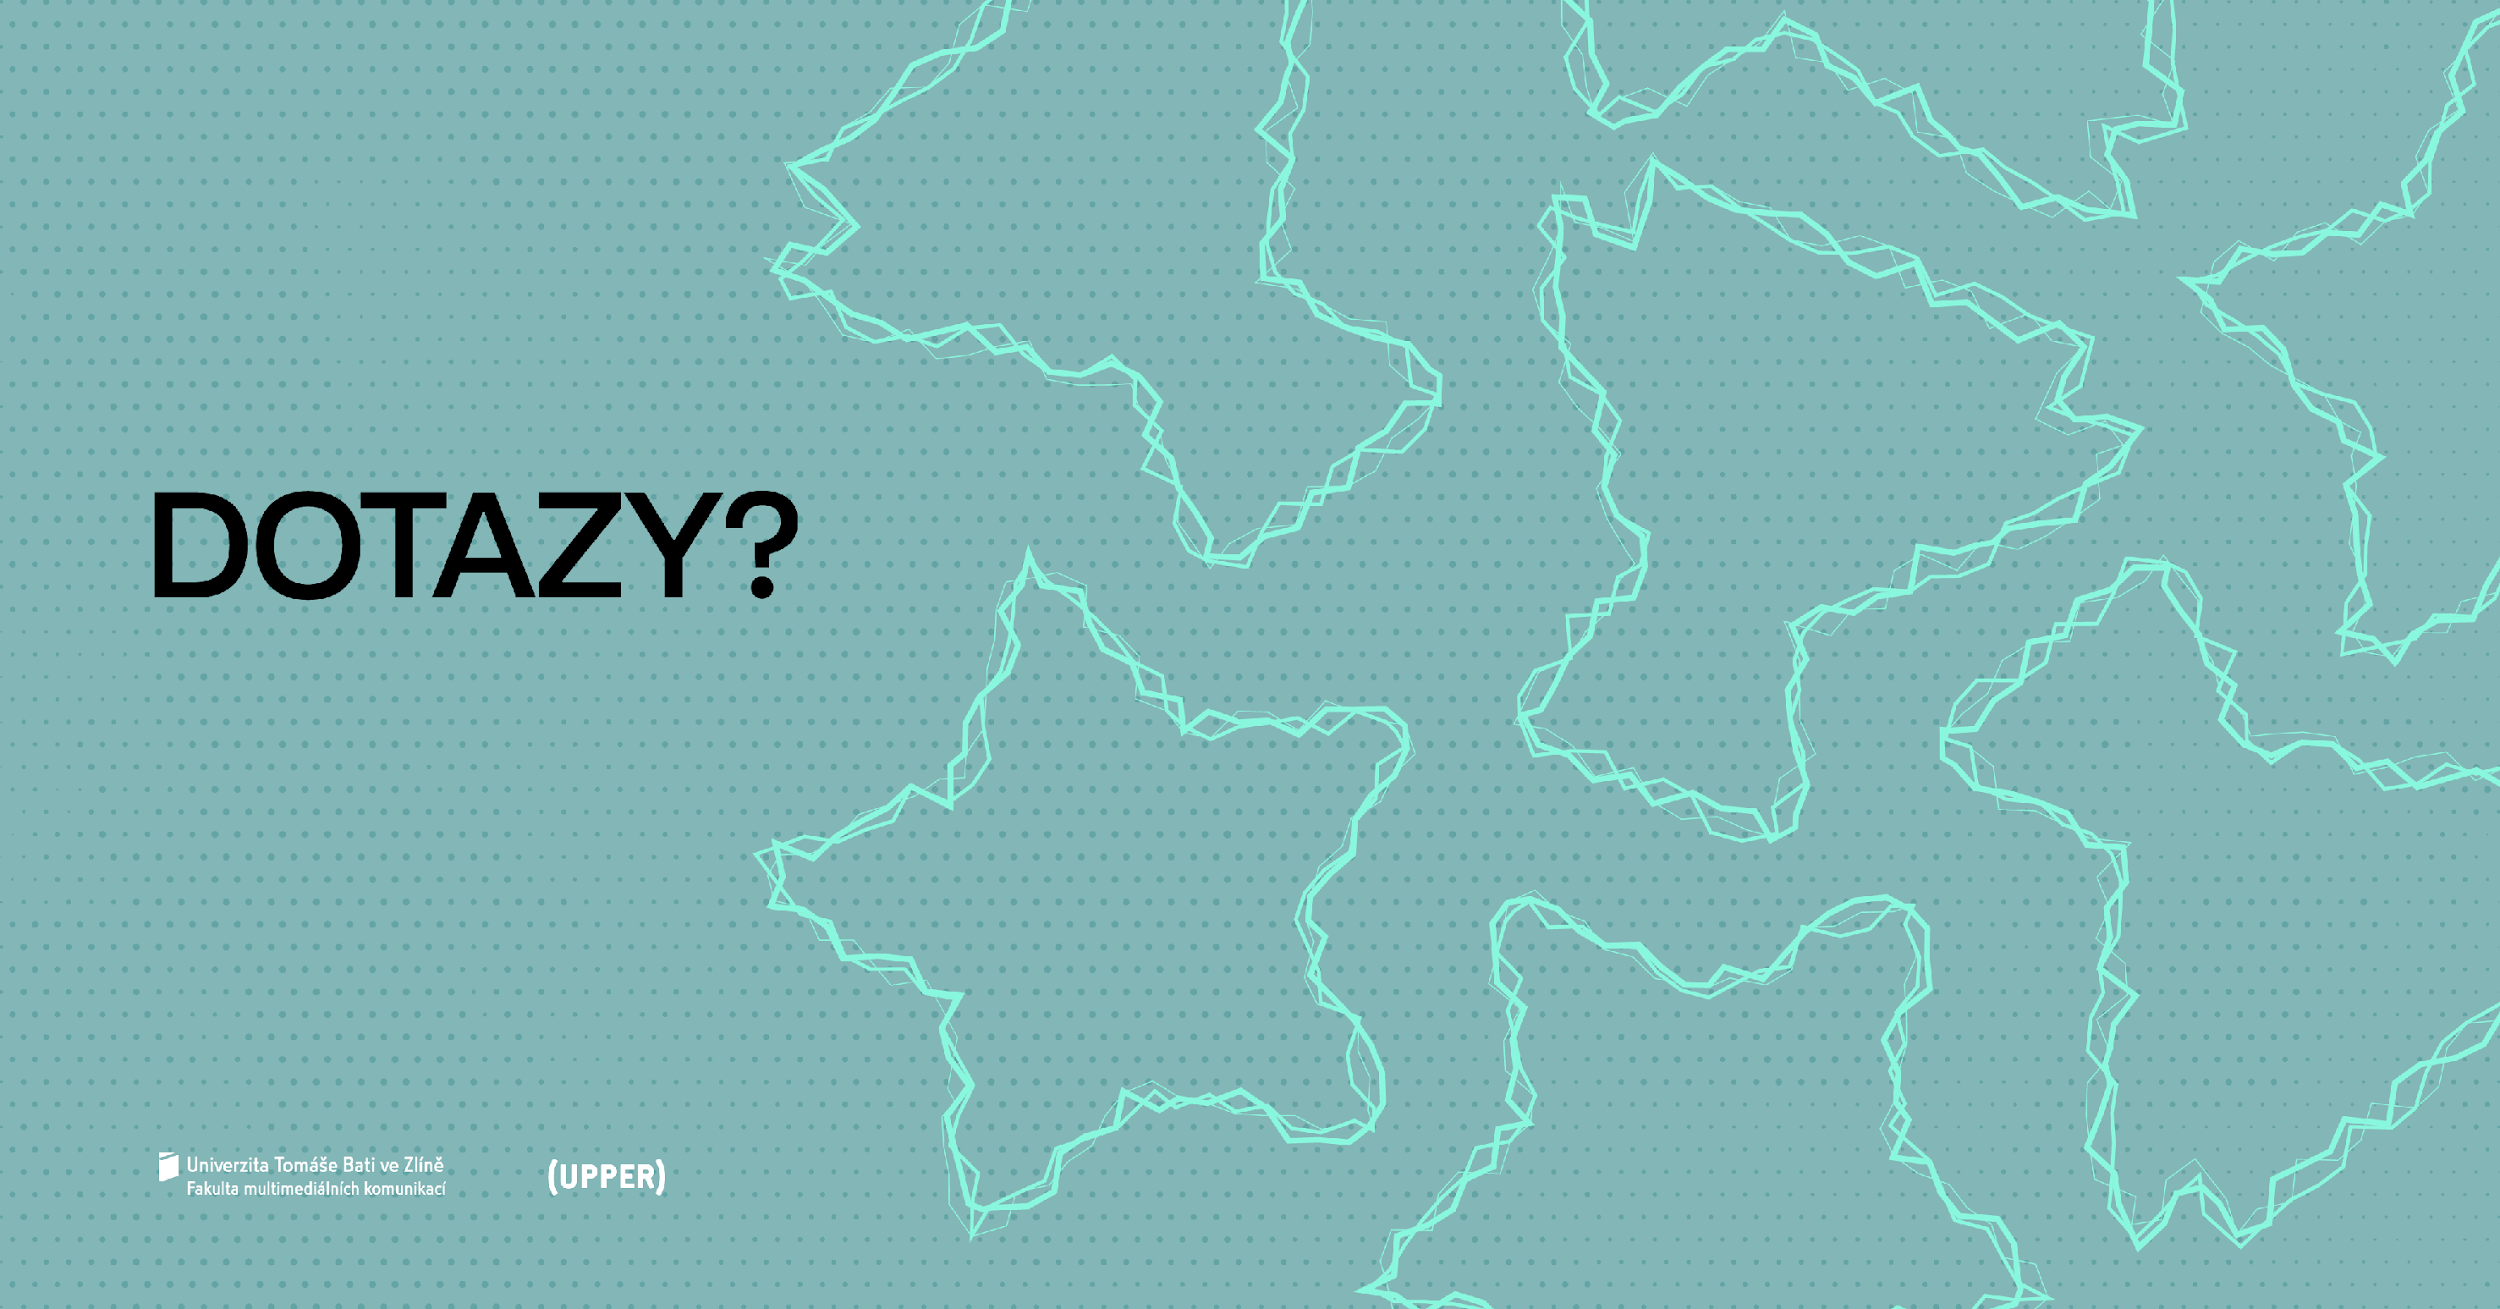 DOTAZY?
Univerzita Tomáše Bati ve Zlíně
Fakulta multimediálních komunikací
(UPPER)